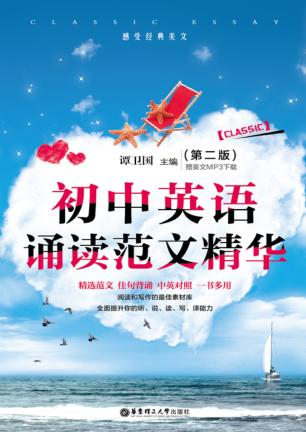 CLASSIC ESSAY
感受经典美文
【CLASSIC】
谭卫国 主编 (第二版)
赠美文MP3下载
初中英语
诵读范文精华
精选范文 佳句背诵 中英对照 一书多用
阅读和写作的最佳素材库
全面提升你的听、说、读、写、译能力
华东理工大学出版社